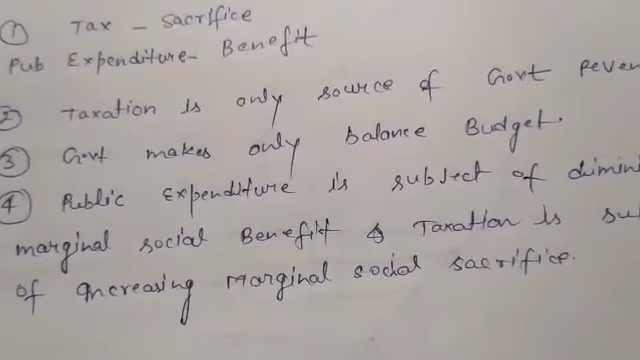 ① Tax - Sacrifice
Pub Expenditure - Benefit
② Taxation is only source of Govt Reven
③ Govt makes only balance Budget.
④ Public Expenditure is subject of dimini
marginal social Benefit & Taxation is su
of increasing Marginal social sacrifice.